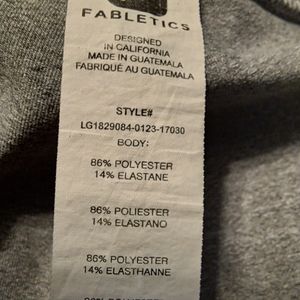 FABLETICS
DESIGNED
IN CALIFORNIA
MADE IN GUATEMALA
FABRIQUÉ AU GUATEMALA
STYLE#
LG1829084-0123-17030
BODY:
86% POLYESTER
14% ELASTANE
86% POLIESTER
14% ELASTANO
86% POLYESTER
14% ELASTHANNE